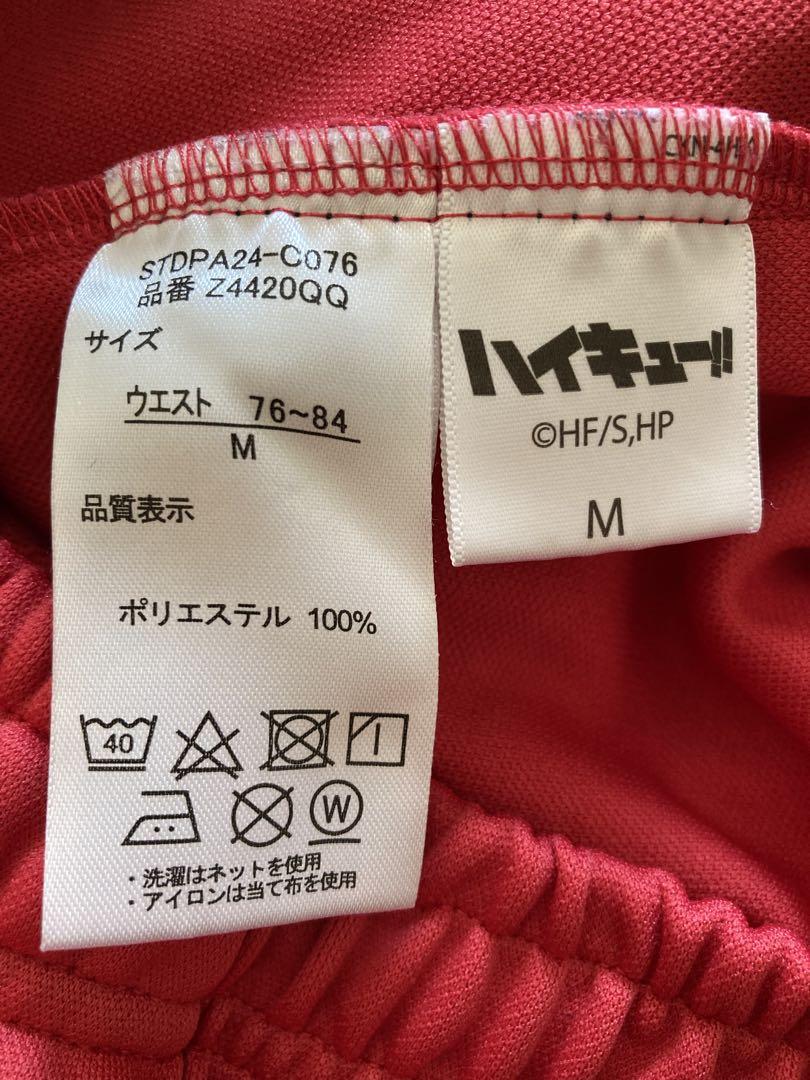 STDPA24-C076
品番 Z4420QQ
サイズ
ウエスト 76~84
M
品質表示
ポリエステル 100%
40
W
・洗濯はネットを使用
・アイロンは当て布を使用
ハイキュー!!
©HF/S,HP
M